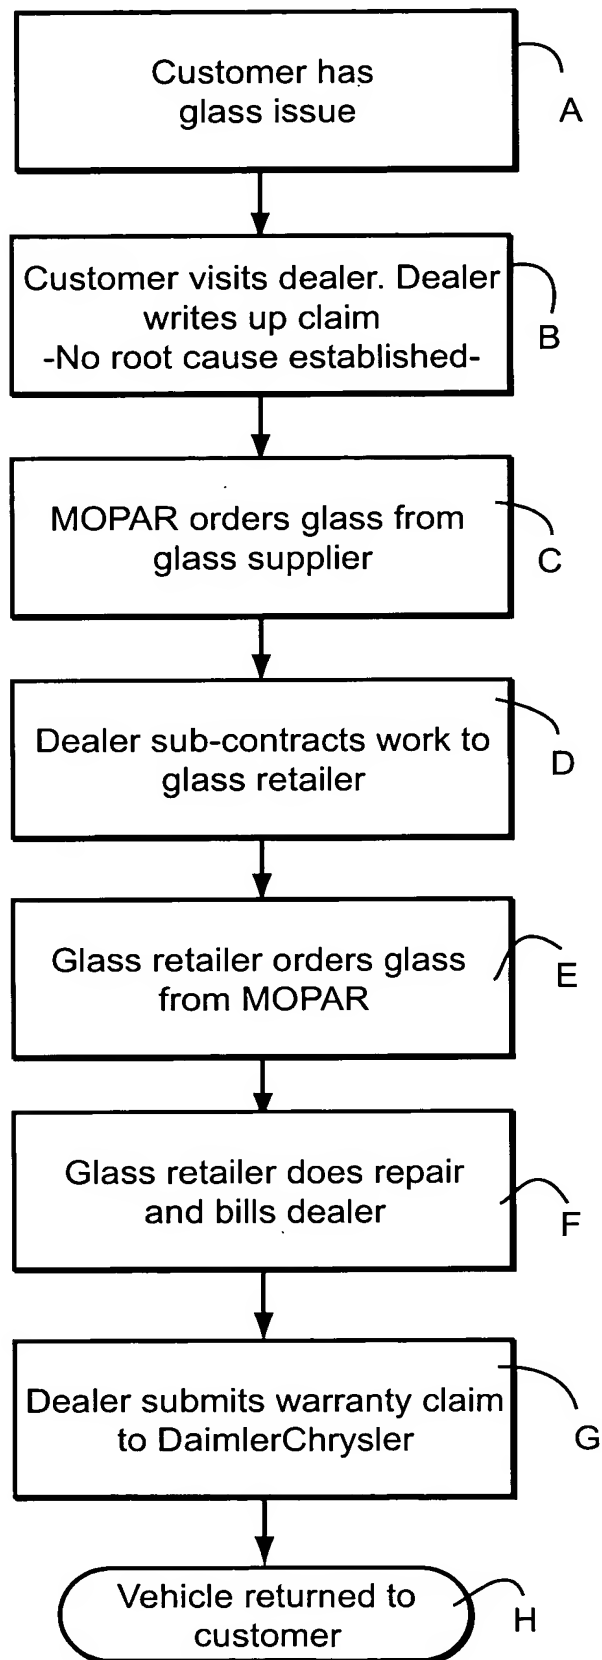 Customer has
glass issue
A
Customer visits dealer. Dealer
writes up claim
-No root cause established-
B
MOPAR orders glass from
glass supplier
C
Dealer sub-contracts work to
glass retailer
D
Glass retailer orders glass
from MOPAR
E
Glass retailer does repair
and bills dealer
F
Dealer submits warranty claim
to DaimlerChrysler
G
Vehicle returned to
customer
H